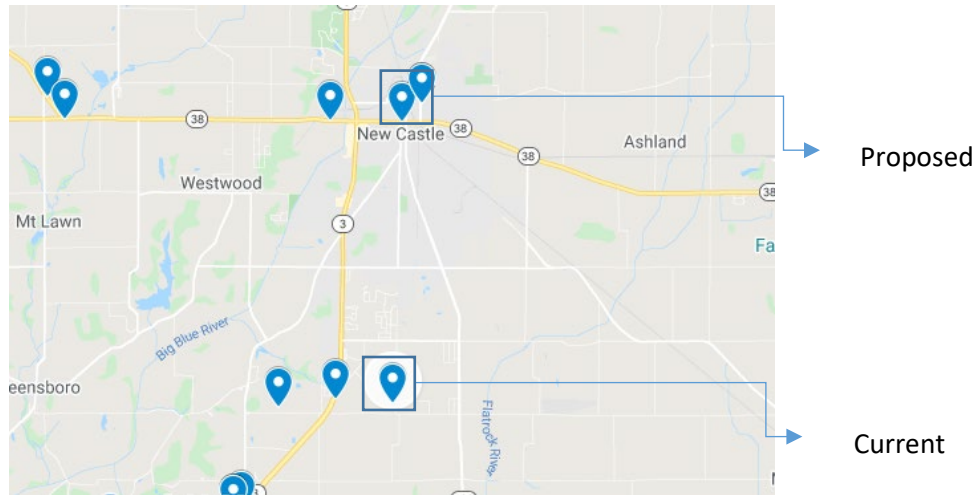 38
New Castle
38
Ashland
38
Westwood
38
Mt Lawn
3
Fa
Big Blue River
eensboro
Flatrock River
Proposed
Current